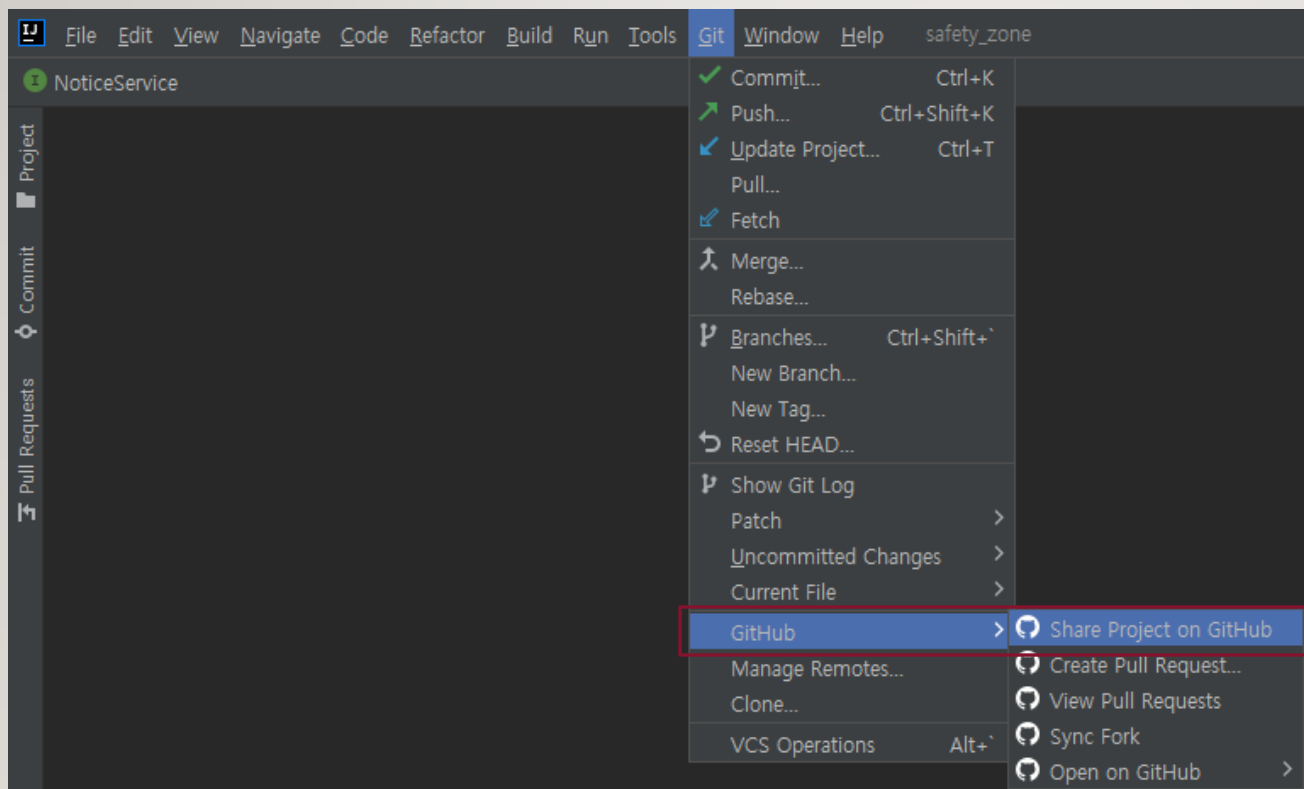 IJ File Edit View Navigate Code Refactor Build Run Tools Git Window Help safety_zone
I NoticeService
Project
Commit
Pull Requests
Commit... Ctrl+K
Push... Ctrl+Shift+K
Update Project... Ctrl+T
Pull...
Fetch
Merge...
Rebase...
Branches... Ctrl+Shift+`
New Branch...
New Tag...
Reset HEAD...
Show Git Log
Patch
Uncommitted Changes
Current File
GitHub
Manage Remotes...
Clone...
VCS Operations Alt+`
Share Project on GitHub
Create Pull Request...
View Pull Requests
Sync Fork
Open on GitHub